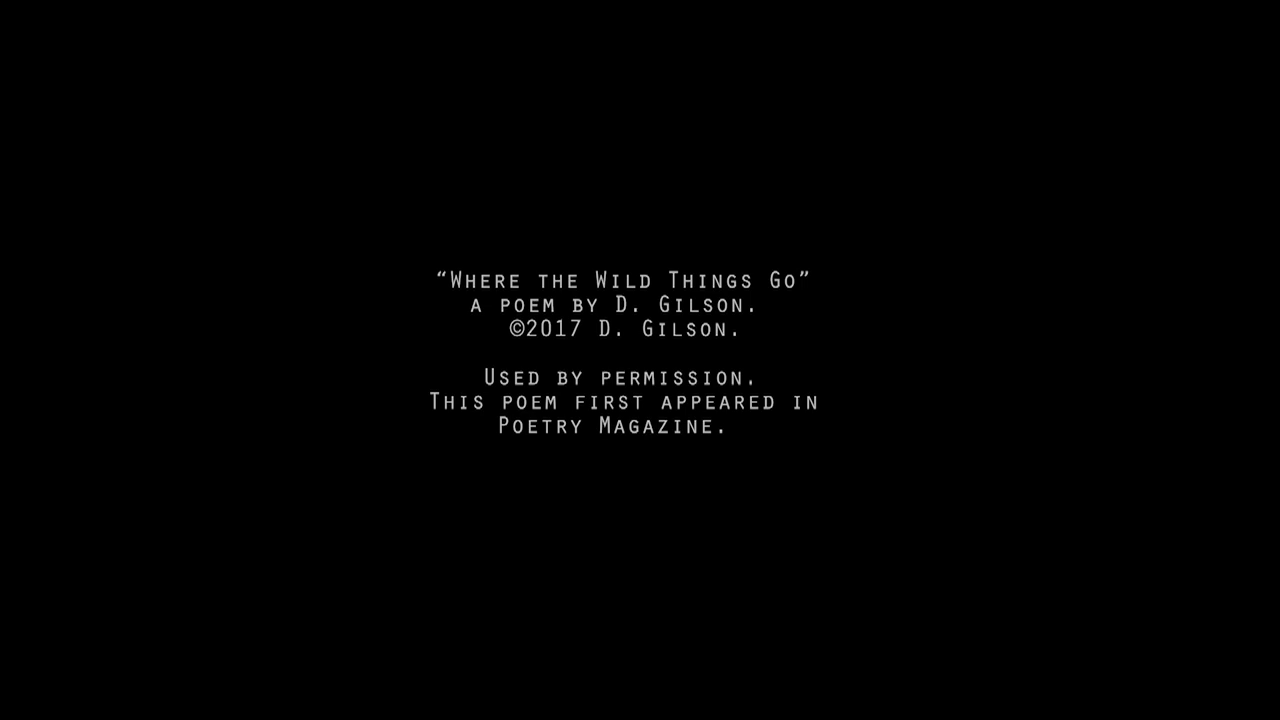 “Where the Wild Things Go”
a poem by D. Gilson.
©2017 D. Gilson.
Used by permission.
This poem first appeared in
Poetry Magazine.